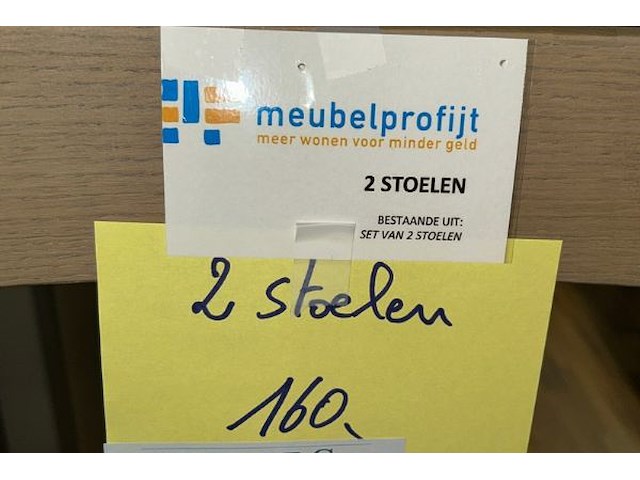 meubelprofijt
meer wonen voor minder geld
2 STOELEN
BESTAANDE UIT:
SET VAN 2 STOELEN
2 stoelen
160,